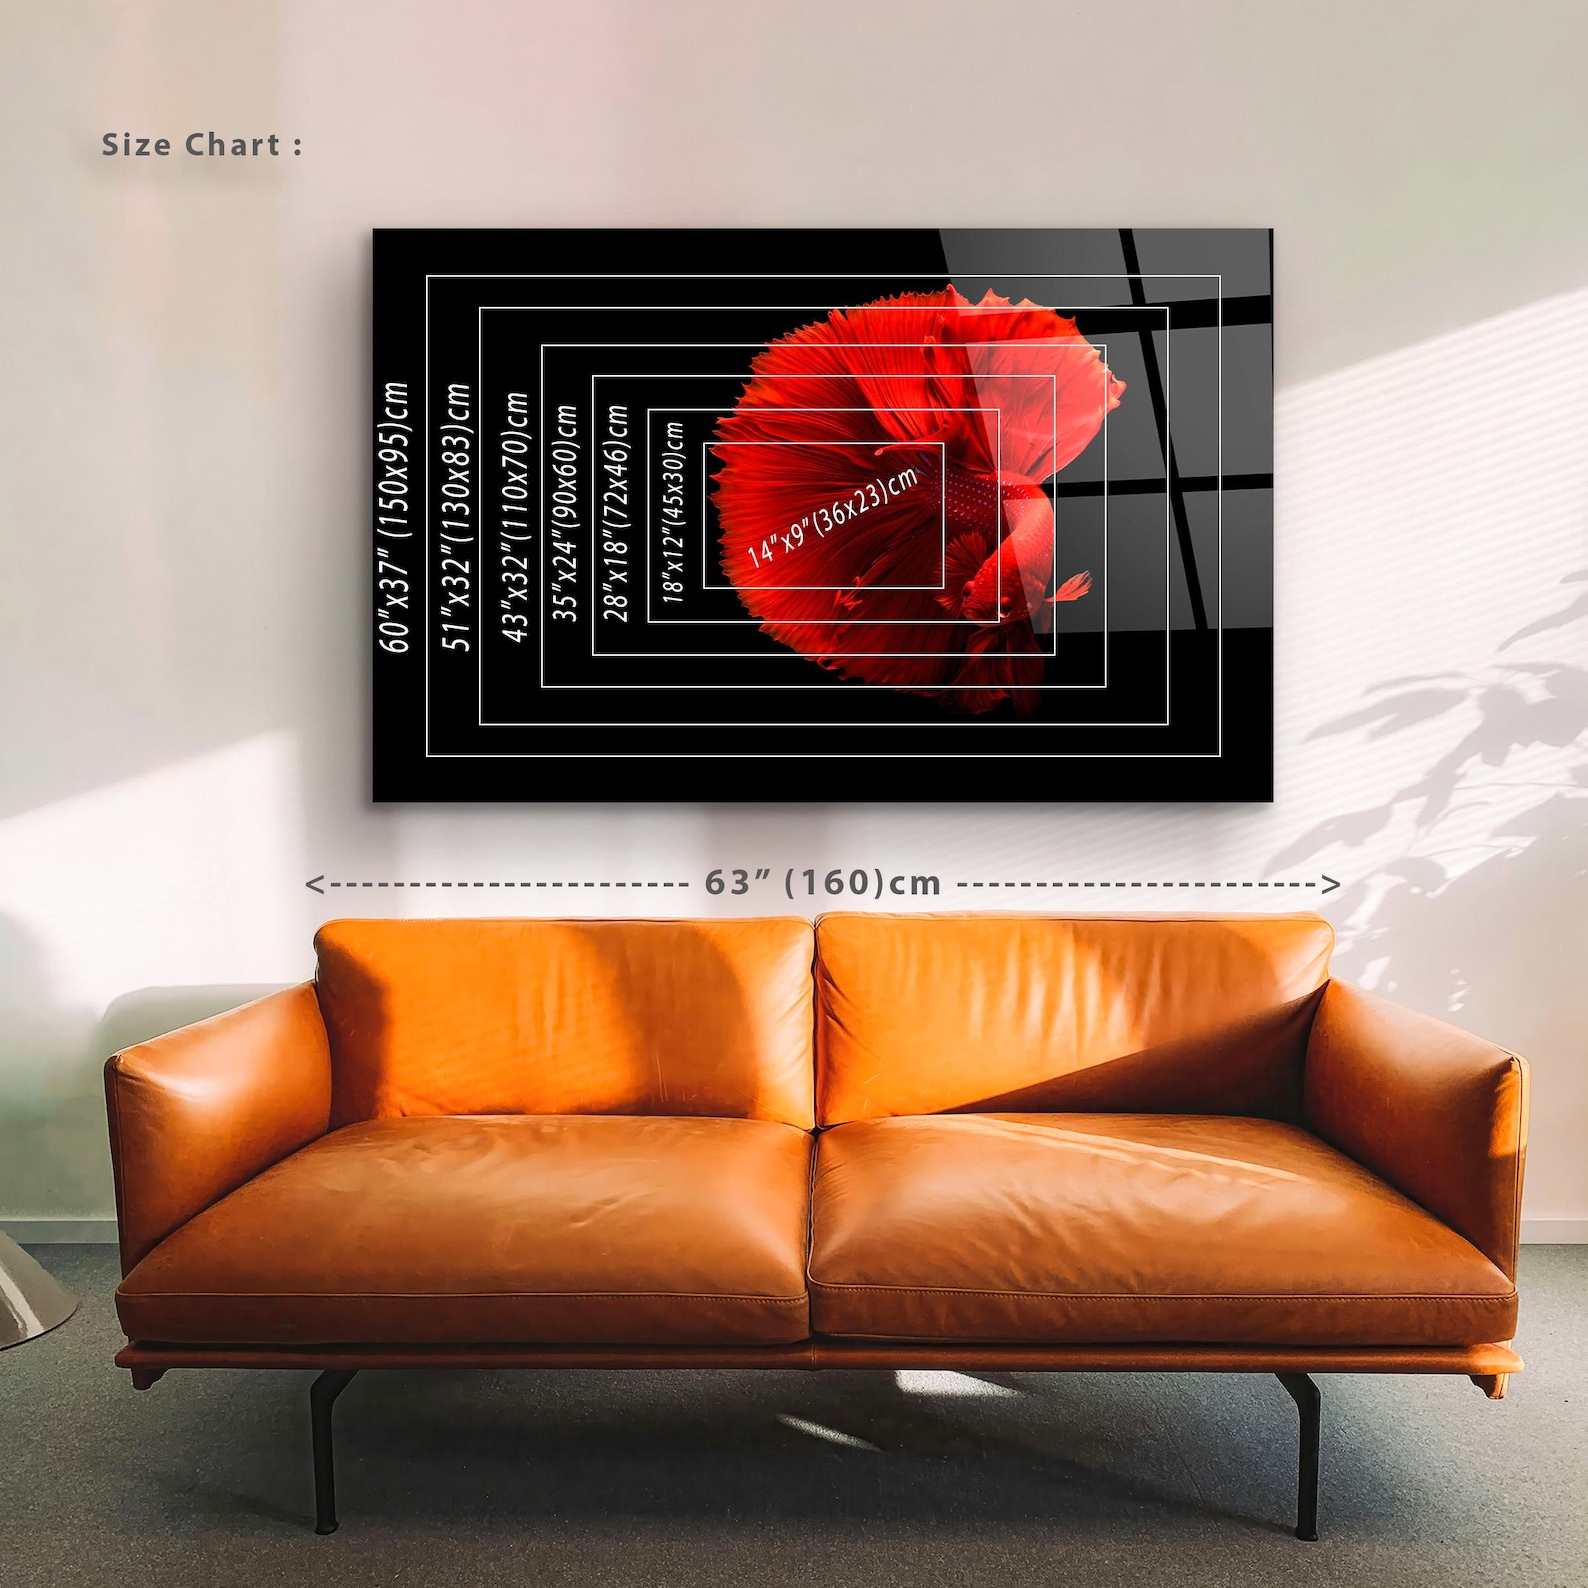 Size Chart :
60”x37” (150x95)cm
51”x32”(130x83)cm
43”x32”(110x70)cm
35”x24”(90x60)cm
28”x18”(72x46)cm
18”x12”(45x30)cm
14”x9”(36x23)cm
<----------------------- 63” (160)cm ----------------------->